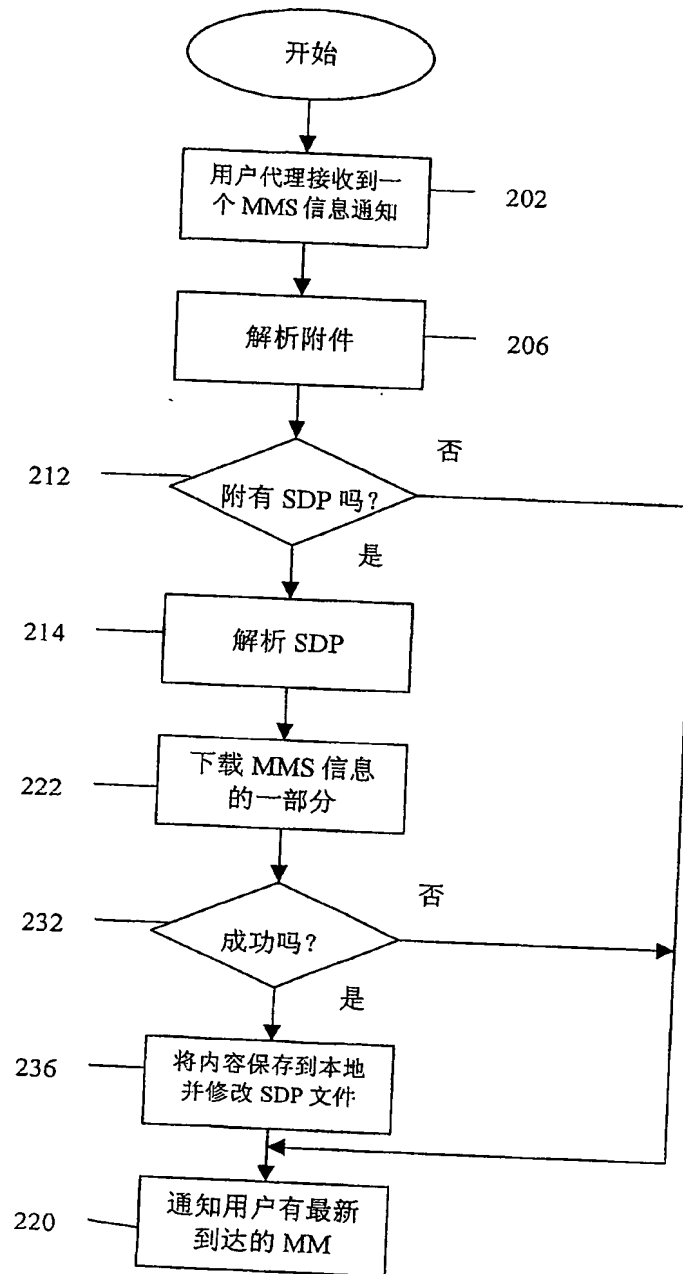 开始
用户代理接收到一
个 MMS 信息通知
202
解析附件
206
否
212
附有 SDP 吗？
是
214
解析 SDP
222
下载 MMS 信息
的一部分
否
232
成功吗？
是
236
将内容保存到本地
并修改 SDP 文件
220
通知用户有最新
到达的 MM